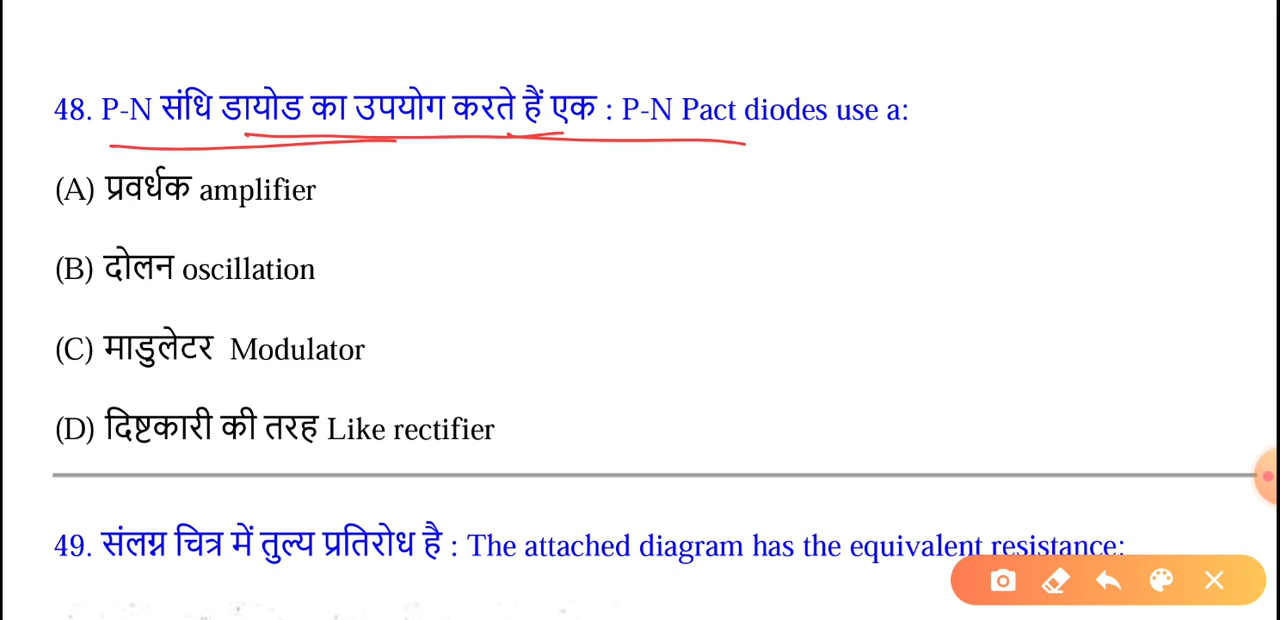 48. P-N संधि डायोड का उपयोग करते हैं एक : P-N Pact diodes use a:
(A) प्रवर्धक amplifier
(B) दोलन oscillation
(C) माडुलेटर Modulator
(D) दिष्टकारी की तरह Like rectifier
49. संलग्न चित्र में तुल्य प्रतिरोध है : The attached diagram has the equivalent resistance: